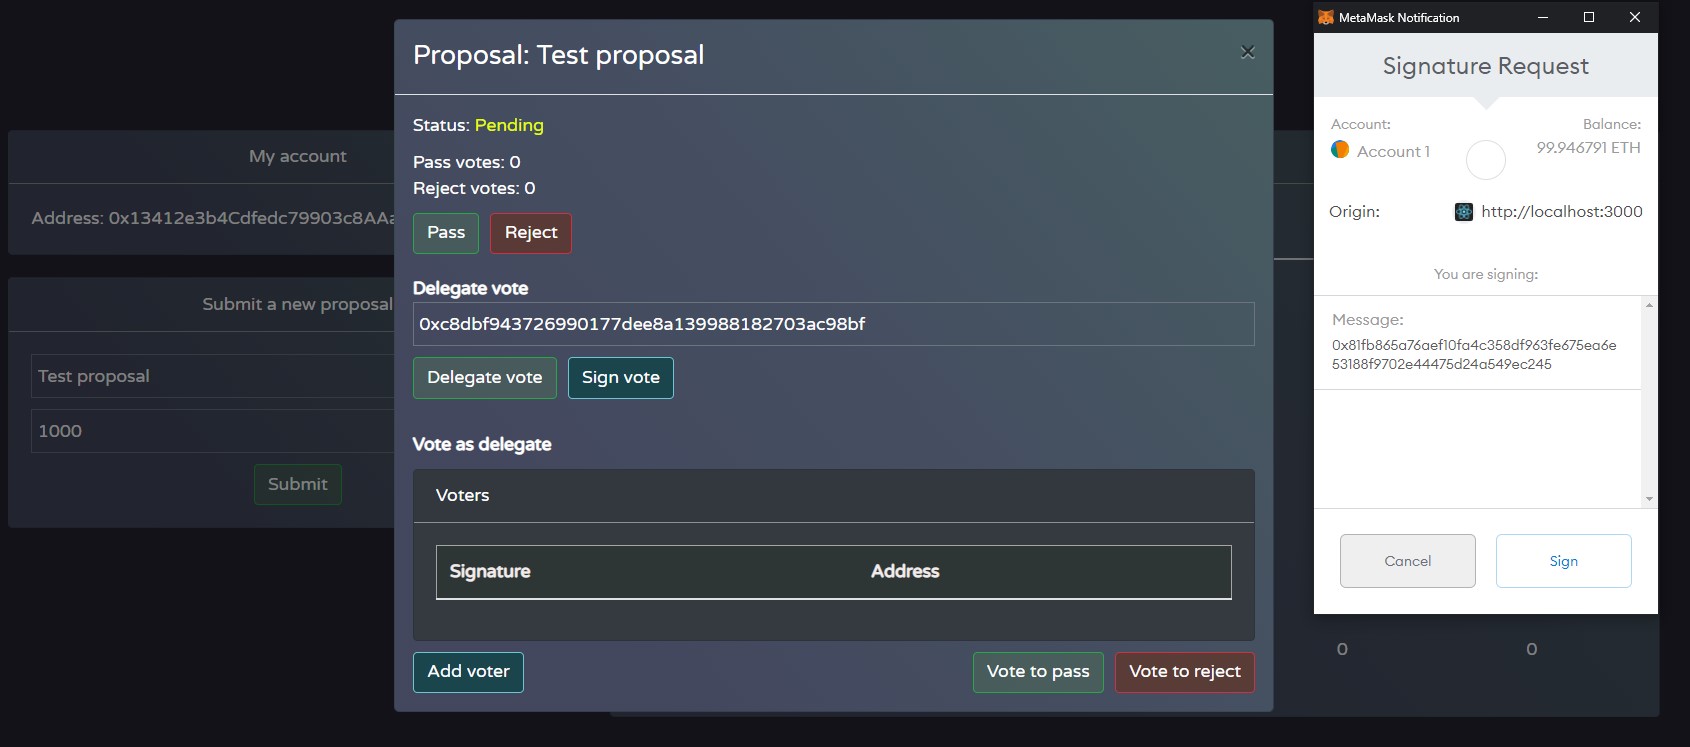 My account
Address: 0x13412e3b4Cdfedc79903c8AAa
Submit a new proposal
Test proposal
1000
Submit
Proposal: Test proposal
×
Status: Pending
Pass votes: 0
Reject votes: 0
Pass Reject
Delegate vote
0xc8dbf943726990177dee8a139988182703ac98bf
Delegate vote Sign vote
Vote as delegate
Voters
Signature Address
Add voter Vote to pass Vote to reject
MetaMask Notification
Signature Request
Account: Balance:
Account 1 99.946791 ETH
Origin: http://localhost:3000
You are signing:
Message:
0x81fb865a76aef10fa4c358df963fe675ea6e
53188f9702e44475d24a549ec245
Cancel Sign
0 0